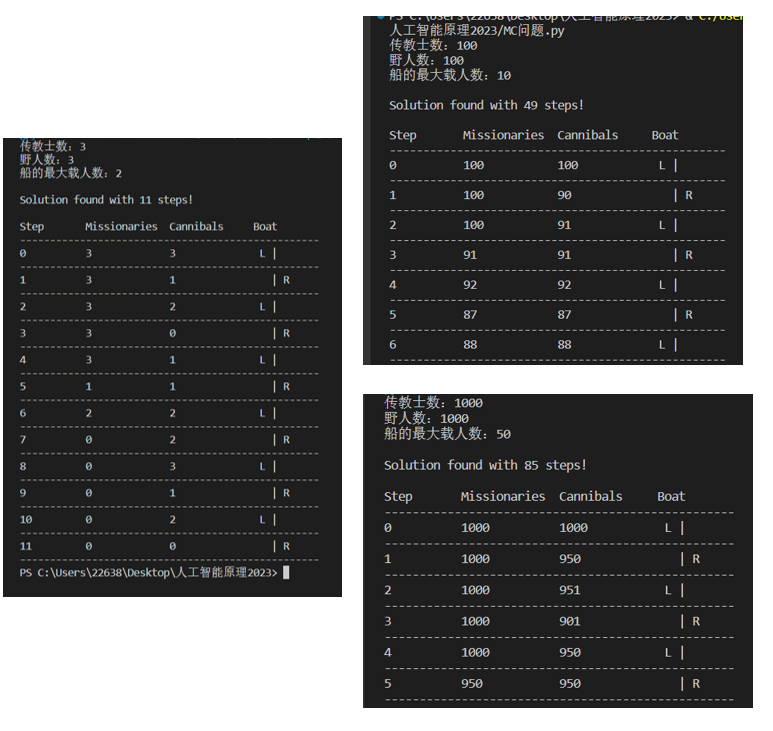 传教士数: 3
野人数: 3
船的最大载人数: 2
Solution found with 11 steps!
Step Missionaries Cannibals Boat
0 3 3 L |
1 3 1 | R
2 3 2 L |
3 3 0 | R
4 3 1 L |
5 1 1 | R
6 2 2 L |
7 0 2 | R
8 0 3 L |
9 0 1 | R
10 0 2 L |
11 0 0 | R
PS C:\Users\22638\Desktop\人工智能原理2023>
PS C:\Users\22638\Desktop\人工智能原理2023> & C:/User
人工智能原理2023/MC问题.py
传教士数: 100
野人数: 100
船的最大载人数: 10
Solution found with 49 steps!
Step Missionaries Cannibals Boat
0 100 100 L |
1 100 90 | R
2 100 91 L |
3 91 91 | R
4 92 92 L |
5 87 87 | R
6 88 88 L |
传教士数: 1000
野人数: 1000
船的最大载人数: 50
Solution found with 85 steps!
Step Missionaries Cannibals Boat
0 1000 1000 L |
1 1000 950 | R
2 1000 951 L |
3 1000 901 | R
4 1000 950 L |
5 950 950 | R